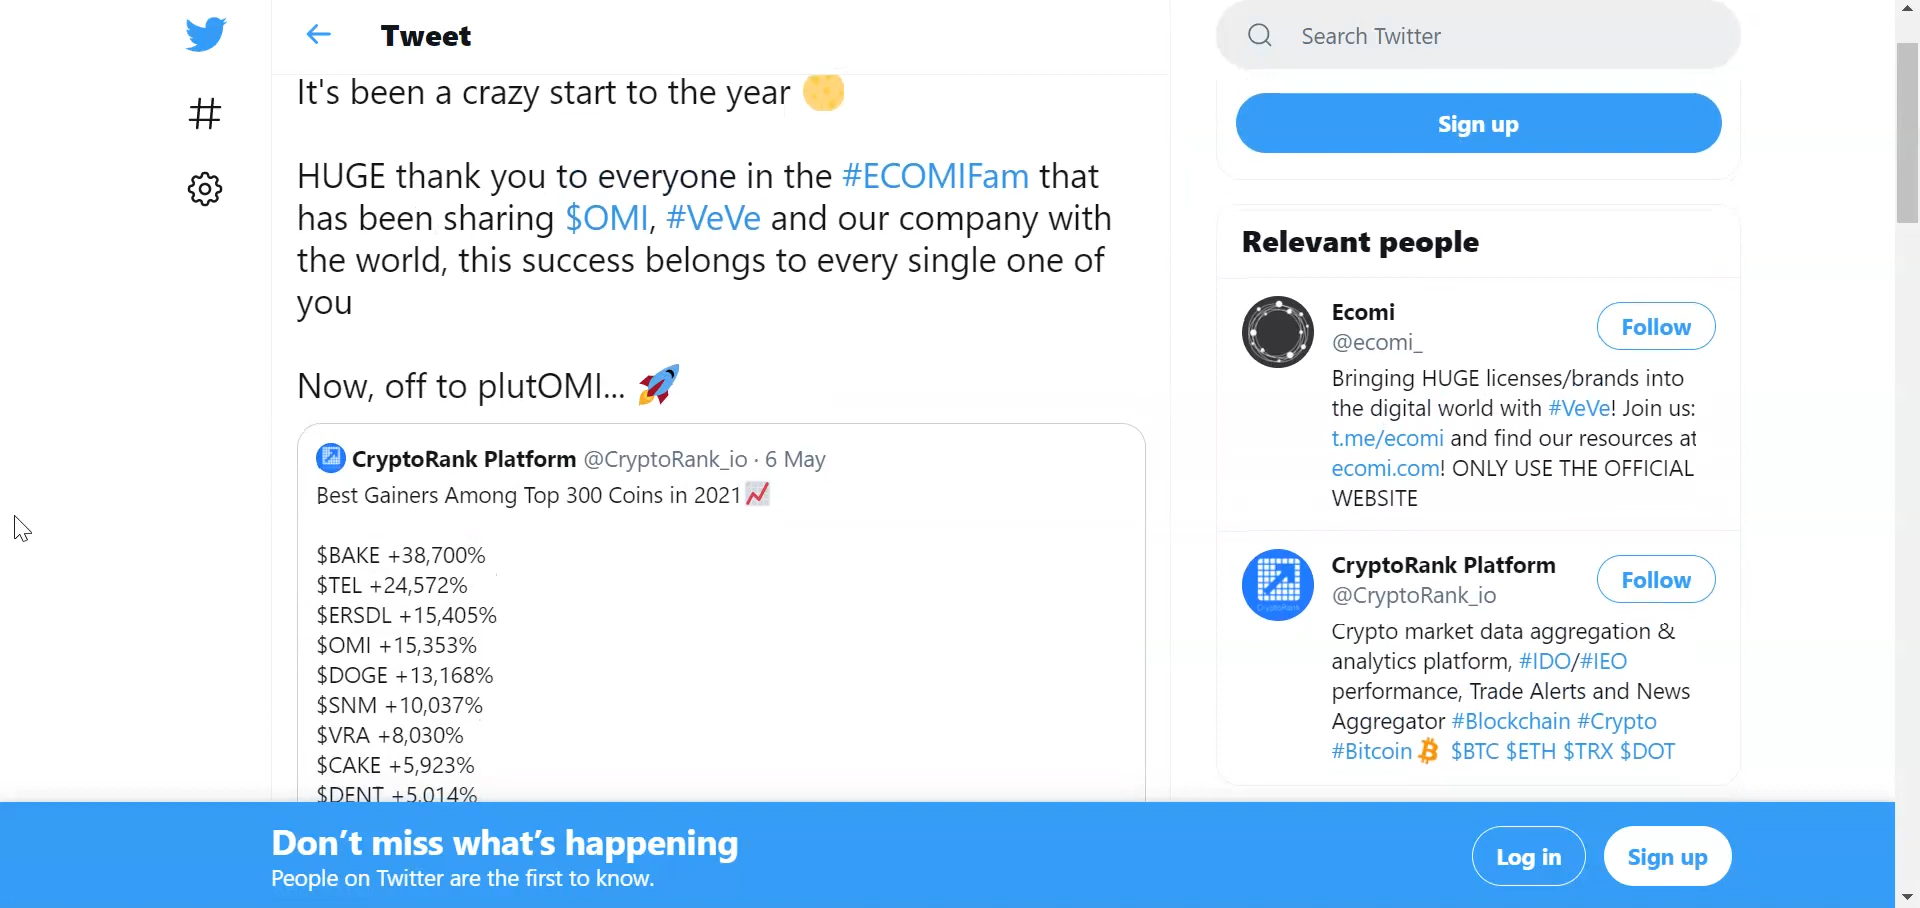 Tweet
It's been a crazy start to the year
HUGE thank you to everyone in the #ECOMIFam that
has been sharing $OMI, #VeVe and our company with
the world, this success belongs to every single one of
you
Now, off to plutOMI...
CryptoRank Platform @CryptoRank_io · 6 May
Best Gainers Among Top 300 Coins in 2021
$BAKE +38,700%
$TEL +24,572%
$ERSDL +15,405%
$OMI +15,353%
$DOGE +13,168%
$SNM +10,037%
$VRA +8,030%
$CAKE +5,923%
$DENT +5,014%
Search Twitter
Sign up
Relevant people
Ecomi
@ecomi_
Follow
Bringing HUGE licenses/brands into
the digital world with #VeVe! Join us:
t.me/ecomi and find our resources at
ecomi.com! ONLY USE THE OFFICIAL
WEBSITE
CryptoRank Platform
@CryptoRank_io
Follow
Crypto market data aggregation &
analytics platform, #IDO/#IEO
performance, Trade Alerts and News
Aggregator #Blockchain #Crypto
#Bitcoin $BTC $ETH $TRX $DOT
Don't miss what's happening
People on Twitter are the first to know.
Log in
Sign up